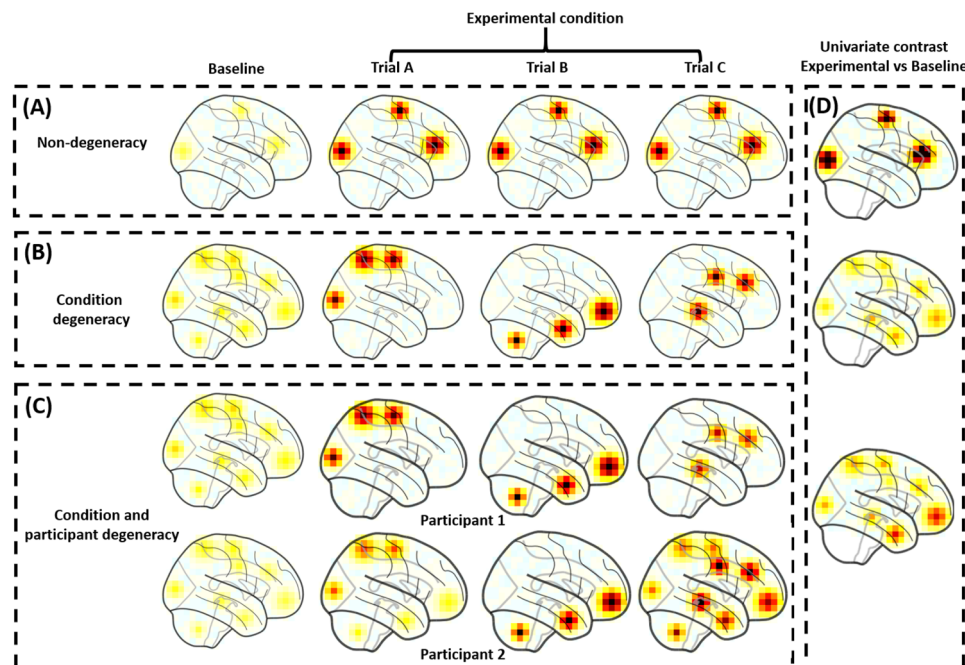 Experimental condition
Baseline
Trial A
Trial B
Trial C
Univariate contrast
Experimental vs Baseline
(A)
Non-degeneracy
(B)
Condition
degeneracy
(C)
Condition and
participant degeneracy
Participant 1
Participant 2
(D)